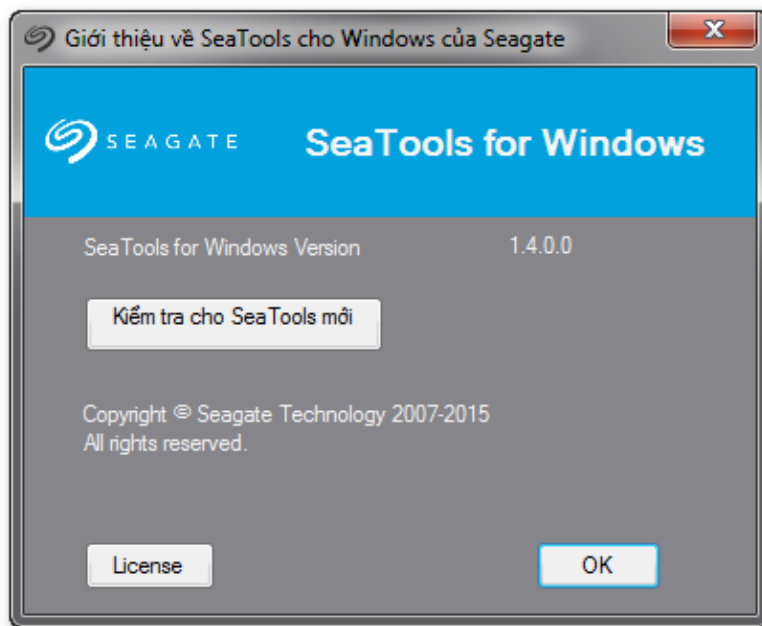 Giới thiệu về SeaTools cho Windows của Seagate
SEAGATE
SeaTools for Windows
SeaTools for Windows Version 1.4.0.0
Kiểm tra cho SeaTools mới
Copyright © Seagate Technology 2007-2015
All rights reserved.
License
OK